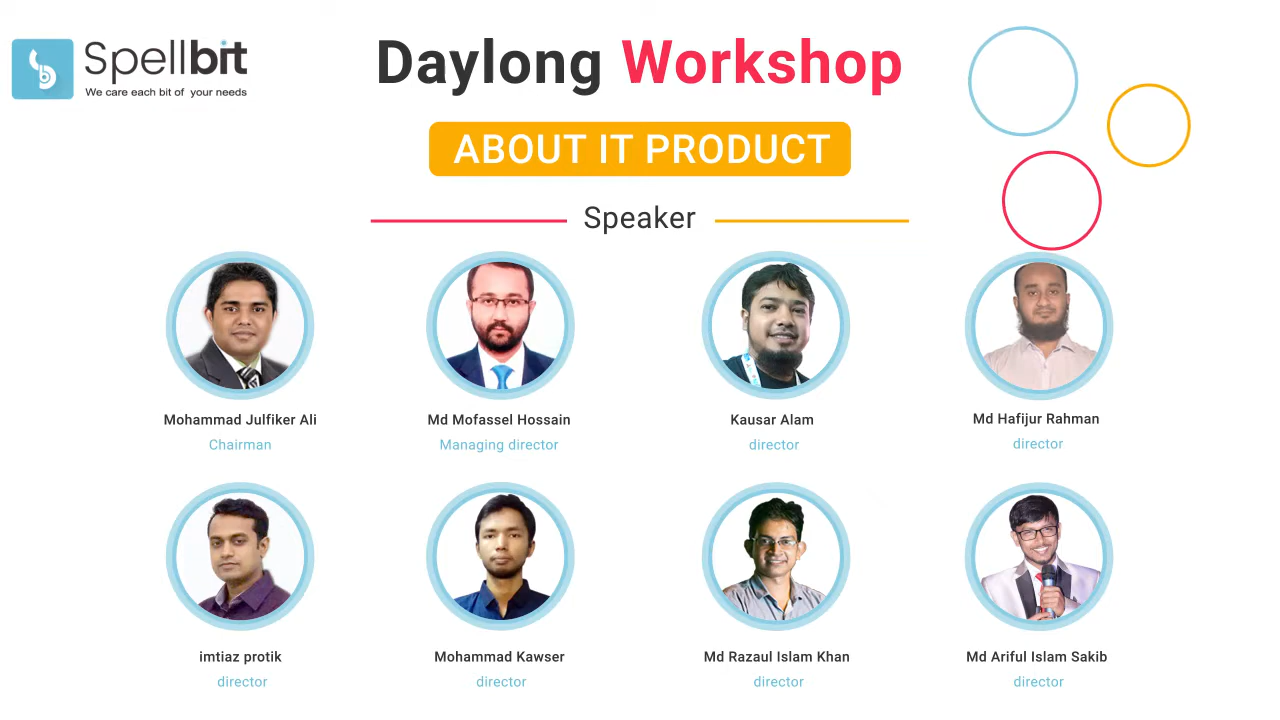 Spellbit
We care each bit of your needs
Daylong Workshop
ABOUT IT PRODUCT
Speaker
Mohammad Julfiker Ali
Chairman
Md Mofassel Hossain
Managing director
Kausar Alam
director
Md Hafijur Rahman
director
imtiaz protik
director
Mohammad Kawser
director
Md Razaul Islam Khan
director
Md Ariful Islam Sakib
director